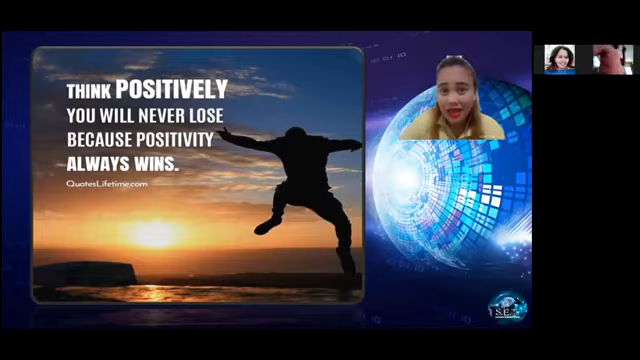 THINK POSITIVELY
YOU WILL NEVER LOSE
BECAUSE POSITIVITY
ALWAYS WINS.
QuotesLifetime.com